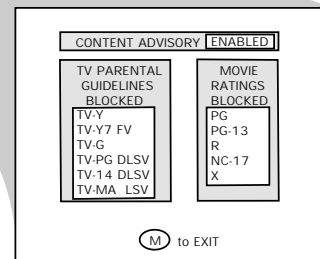 CONTENT ADVISORY ENABLED
TV PARENTAL
GUIDELINES
BLOCKED
TV-Y
TV-Y7 FV
TV-G
TV-PG DLSV
TV-14 DLSV
TV-MA LSV
MOVIE
RATINGS
BLOCKED
PG
PG-13
R
NC-17
X
M to EXIT